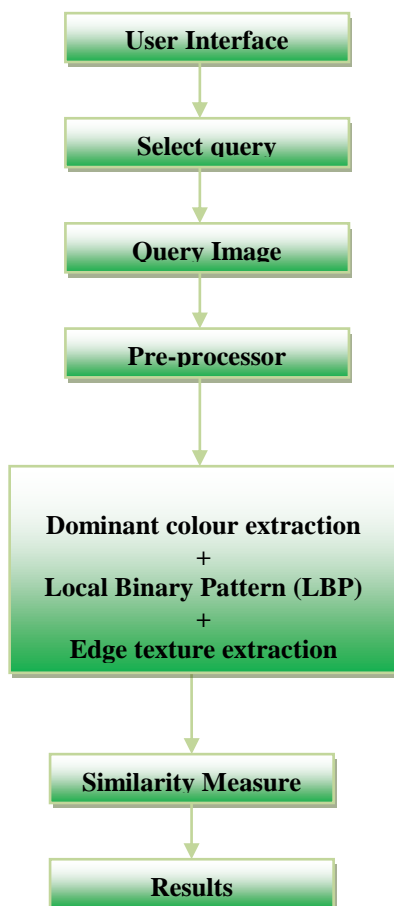 User Interface
Select query
Query Image
Pre-processor
Dominant colour extraction
+
Local Binary Pattern (LBP)
+
Edge texture extraction
Similarity Measure
Results